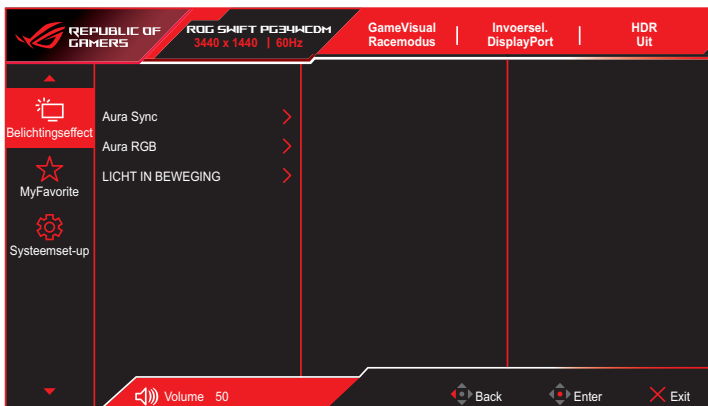 REPUBLIC OF
GAMERS
ROG SWIFT PG34WCDM
3440 x 1440 | 60Hz
GameVisual
Racemodus
Invoersel.
DisplayPort
HDR
Uit
Belichtingseffect
MyFavorite
Systeemset-up
Aura Sync
Aura RGB
LICHT IN BEWEGING
Volume 50
Back
Enter
Exit